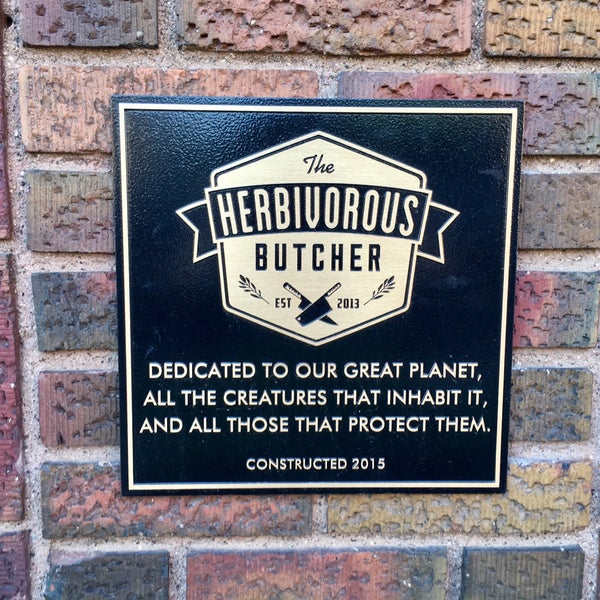 The
HERBIVOROUS
BUTCHER
EST 2013
DEDICATED TO OUR GREAT PLANET,
ALL THE CREATURES THAT INHABIT IT,
AND ALL THOSE THAT PROTECT THEM.
CONSTRUCTED 2015